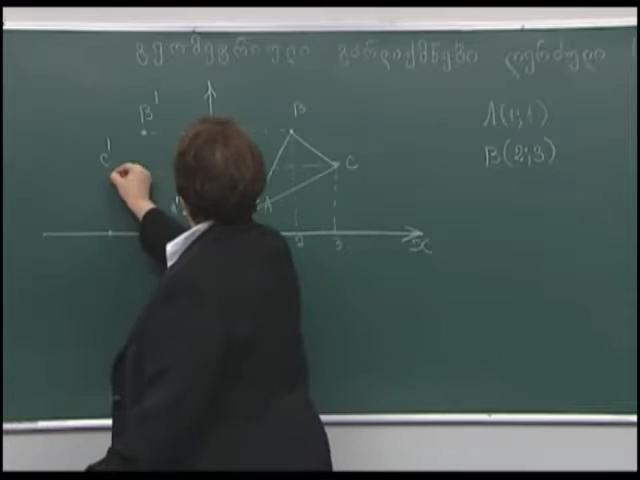 გეომეტრიული გარდაქმნები ღერძული
B'
B
A(1;1)
C'
C
B(2;3)
A'
A
2
3
x